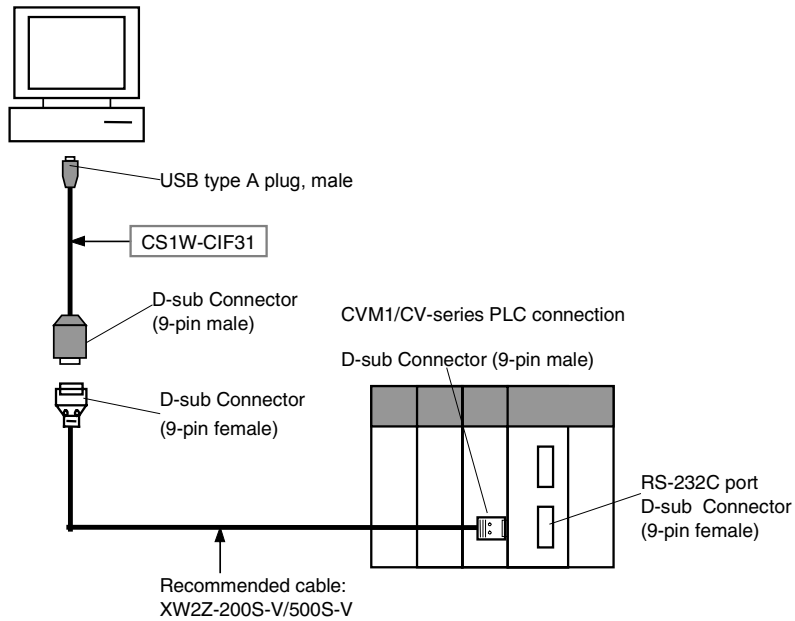 USB type A plug, male
CS1W-CIF31
D-sub Connector
(9-pin male)
CVM1/CV-series PLC connection
D-sub Connector (9-pin male)
D-sub Connector
(9-pin female)
RS-232C port
D-sub Connector
(9-pin female)
Recommended cable:
XW2Z-200S-V/500S-V